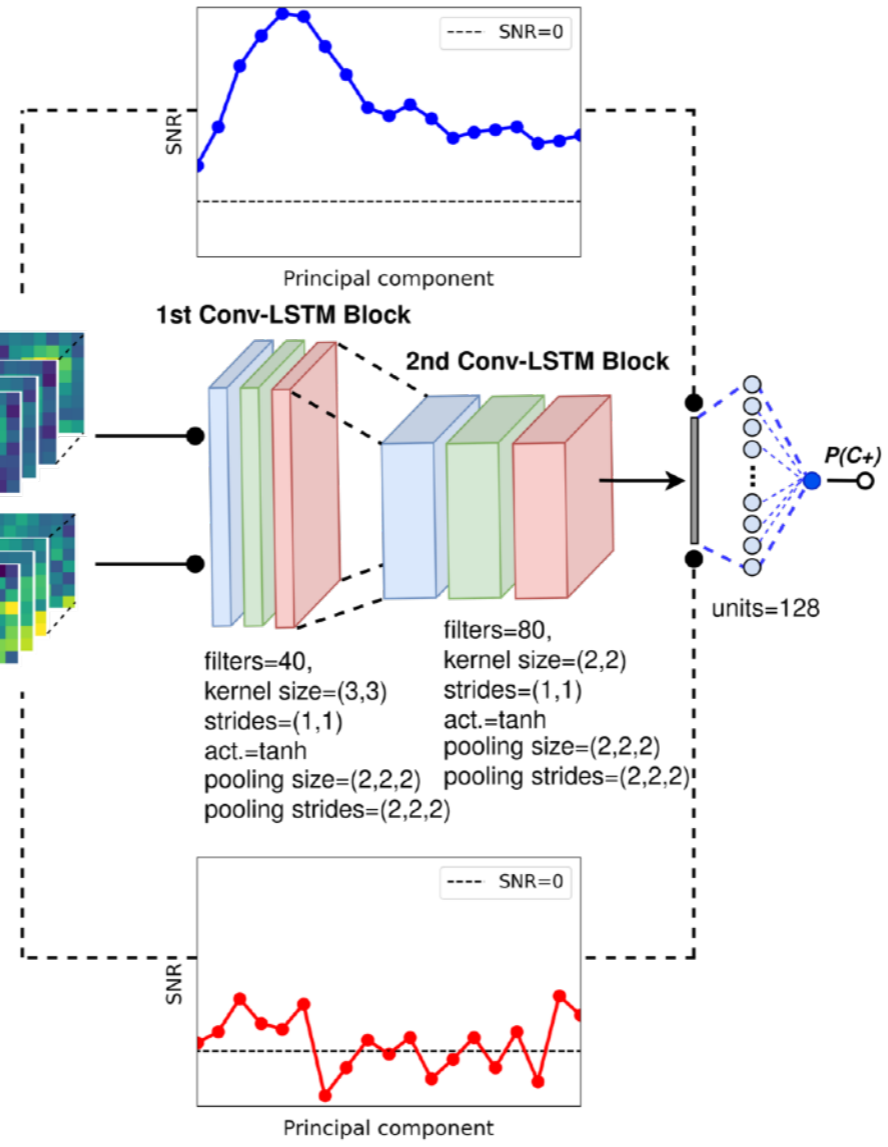 SNR=0
SNR
Principal component
1st Conv-LSTM Block
2nd Conv-LSTM Block
P(C+)
units=128
filters=40,
kernel size=(3,3)
strides=(1,1)
act.=tanh
pooling size=(2,2,2)
pooling strides=(2,2,2)
filters=80,
kernel size=(2,2)
strides=(1,1)
act.=tanh
pooling size=(2,2,2)
pooling strides=(2,2,2)
SNR=0
SNR
Principal component